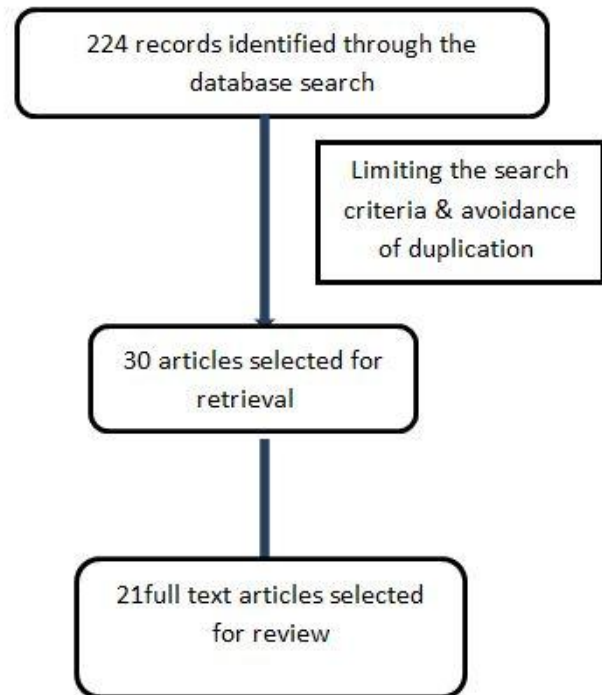 224 records identified through the
database search
Limiting the search
criteria & avoidance
of duplication
30 articles selected for
retrieval
21full text articles selected
for review